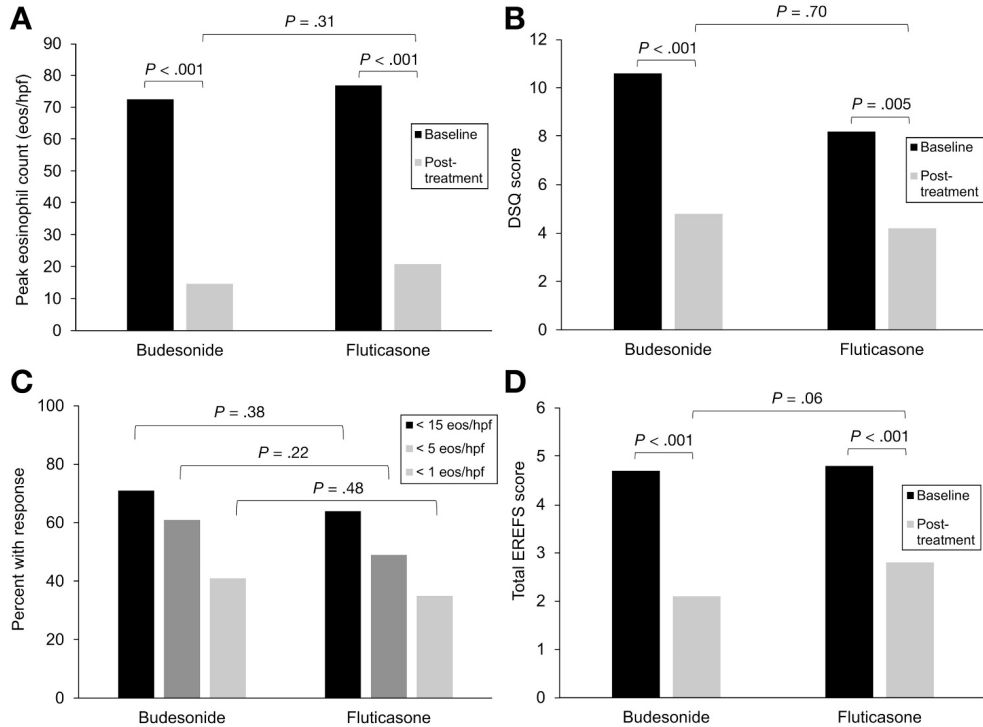 A
P = .31
90
80
70
60
50
40
30
20
10
0
Peak eosinophil count (eos/hpf)
P < .001
P < .001
Baseline
Post-
treatment
Budesonide
Fluticasone
B
P = .70
12
10
8
6
4
2
0
DSQ score
P < .001
P = .005
Baseline
Post-
treatment
Budesonide
Fluticasone
C
100
80
60
40
20
0
Percent with response
P = .38
P = .22
P = .48
< 15 eos/hpf
< 5 eos/hpf
< 1 eos/hpf
Budesonide
Fluticasone
D
P = .06
6
5
4
3
2
1
0
Total EREFS score
P < .001
P < .001
Baseline
Post-
treatment
Budesonide
Fluticasone